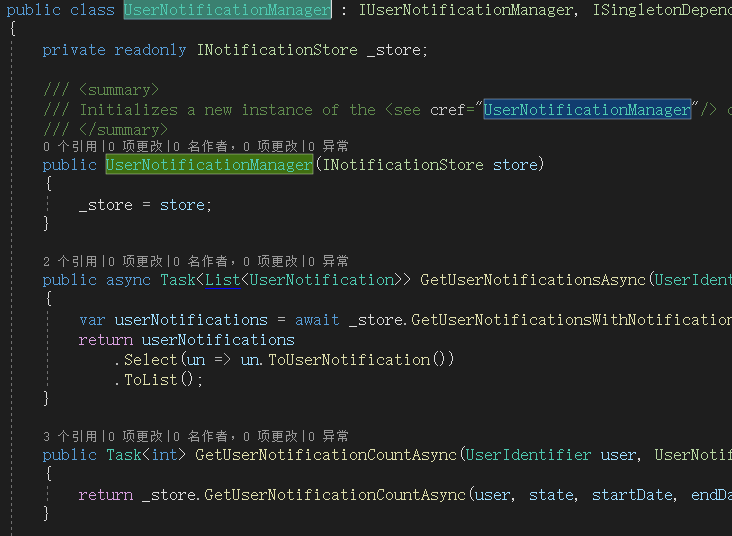 public class UserNotificationManager : IUserNotificationManager, ISingletonDepend
{
private readonly INotificationStore _store;
/// <summary>
/// Initializes a new instance of the <see cref="UserNotificationManager"/> c
/// </summary>
0 个引用|0 项更改|0 名作者，0 项更改|0 异常
public UserNotificationManager(INotificationStore store)
{
_store = store;
}
2 个引用|0 项更改|0 名作者，0 项更改|0 异常
public async Task<List<UserNotification>> GetUserNotificationsAsync(UserIdent
{
var userNotifications = await _store.GetUserNotificationsWithNotification
return userNotifications
.Select(un => un.ToUserNotification())
.ToList();
}
3 个引用|0 项更改|0 名作者，0 项更改|0 异常
public Task<int> GetUserNotificationCountAsync(UserIdentifier user, UserNotif
{
return _store.GetUserNotificationCountAsync(user, state, startDate, endDa
}